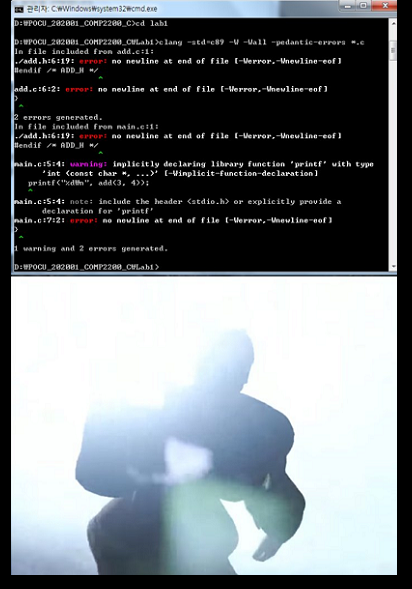 관리자: C:₩Windows₩system32₩cmd.exe
D:₩POCU_202001_COMP2200_C>cd lab1
D:₩POCU_202001_COMP2200_C₩Lab1>clang -std=c89 -W -Wall -pedantic-errors *.c
In file included from add.c:1:
./add.h:6:19: error: no newline at end of file [-Werror,-Wnewline-eof]
#endif /* ADD_H */
^
add.c:6:2: error: no newline at end of file [-Werror,-Wnewline-eof]
}
^
2 errors generated.
In file included from main.c:1:
./add.h:6:19: error: no newline at end of file [-Werror,-Wnewline-eof]
#endif /* ADD_H */
^
main.c:5:4: warning: implicitly declaring library function 'printf' with type
'int (const char *, ...)' [-Wimplicit-function-declaration]
printf("%d₩n", add(3, 4));
^
main.c:5:4: note: include the header <stdio.h> or explicitly provide a
declaration for 'printf'
main.c:7:2: error: no newline at end of file [-Werror,-Wnewline-eof]
}
^
1 warning and 2 errors generated.
D:₩POCU_202001_COMP2200_C₩Lab1>